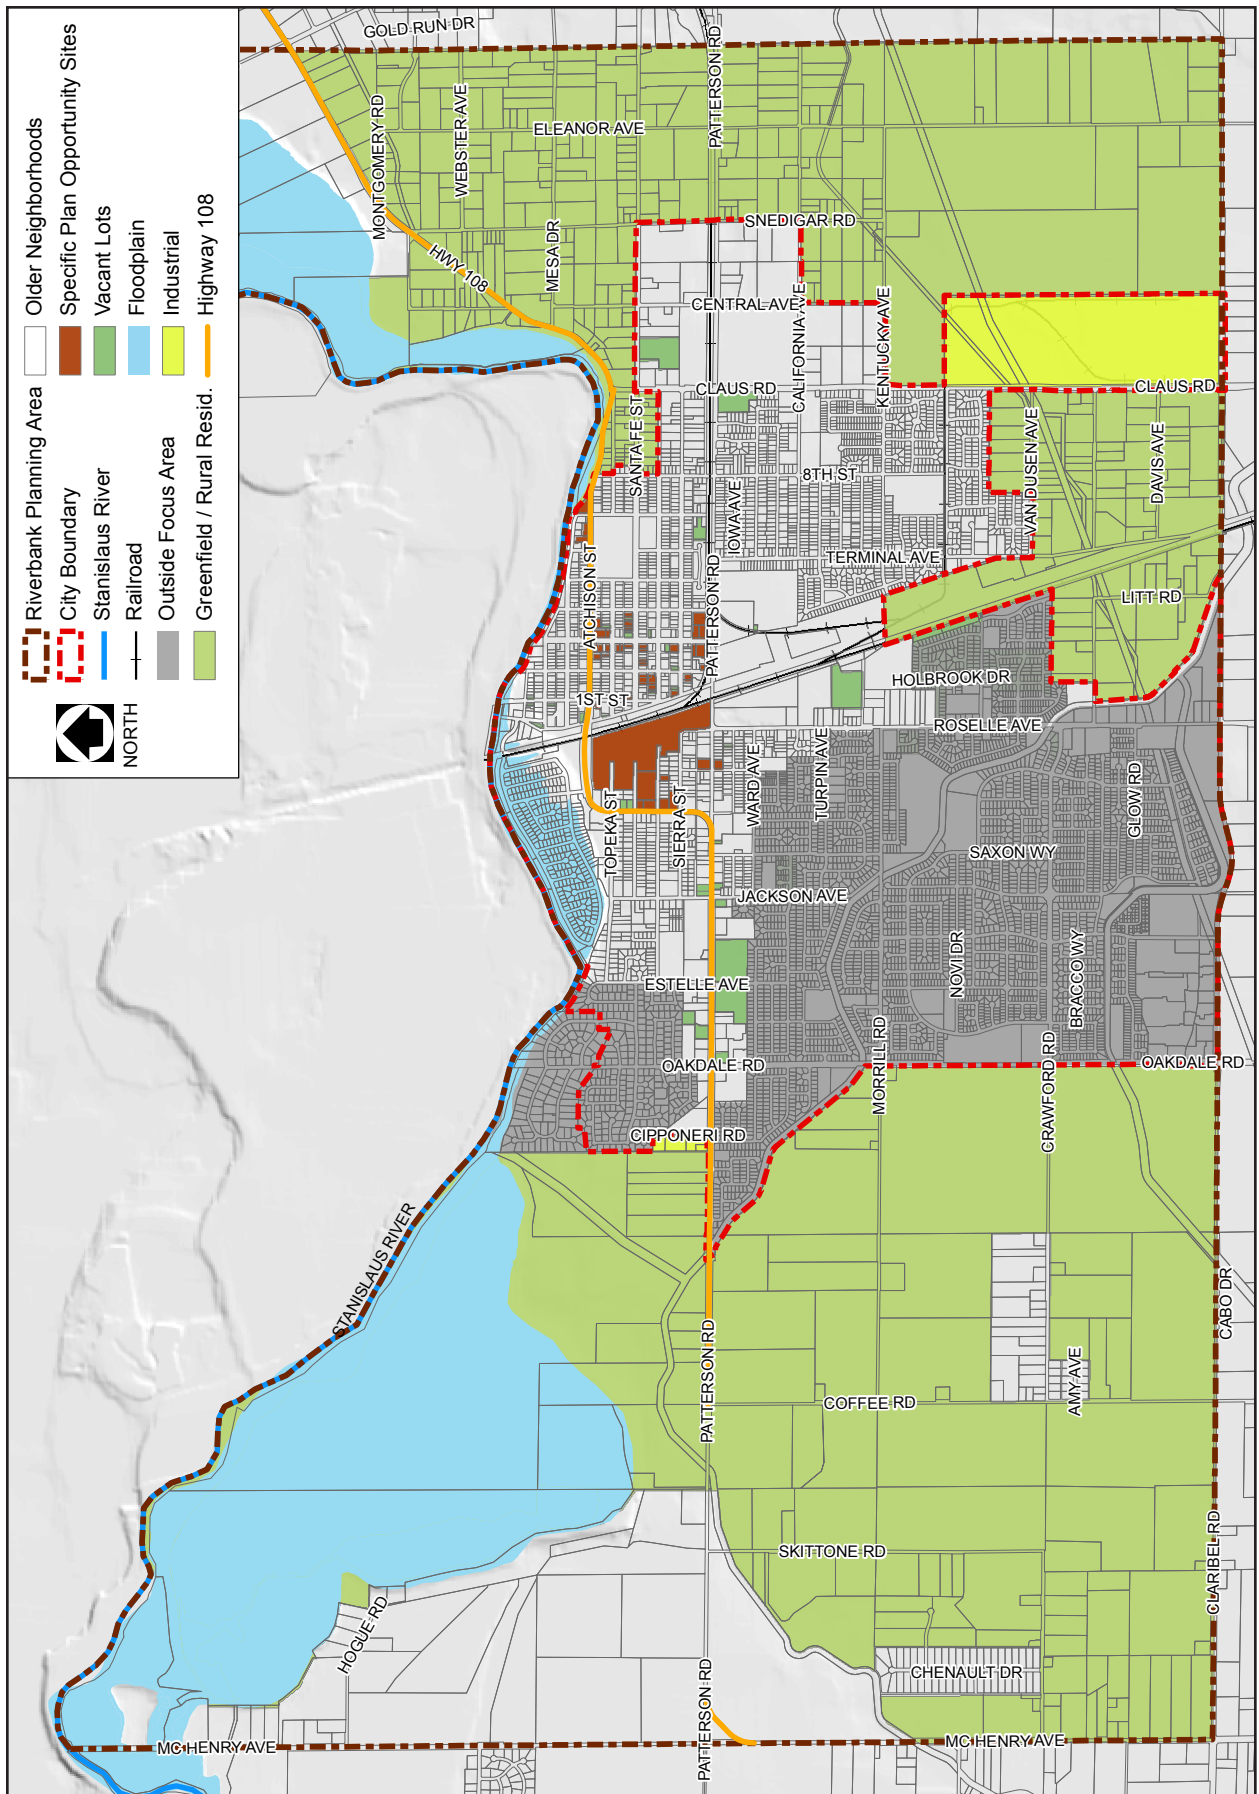 Riverbank Planning Area
City Boundary
Stanislaus River
Railroad
Outside Focus Area
Greenfield / Rural Resid.
Older Neighborhoods
Specific Plan Opportunity Sites
Vacant Lots
Floodplain
Industrial
Highway 108
NORTH
GOLD RUN DR
PATTERSON RD
MONTGOMERY RD
WEBSTER AVE
ELEANOR AVE
MESA DR
SNEDIGAR RD
HWY 108
CENTRAL AVE
CALIFORNIA AVE
KENTUCKY AVE
CLAUS RD
CLAUS RD
SANTA FE ST
8TH ST
VAN DUSEN AVE
DAVIS AVE
IOWA AVE
TERMINAL AVE
ATCHISON ST
PATTERSON RD
LITT RD
HOLBROOK DR
1ST ST
ROSELLE AVE
WARD AVE
TURPIN AVE
GLOW RD
TOPEKA ST
SIERRA ST
SAXON WY
JACKSON AVE
NOVI DR
BRACCO WY
ESTELLE AVE
OAKDALE RD
MORRILL RD
CRAWFORD RD
OAKDALE RD
CIPPONERI RD
STANISLAUS RIVER
CABO DR
PATTERSON RD
AMY AVE
COFFEE RD
SKITTONE RD
CLARIBEL RD
HOGUE RD
CHENAULT DR
PATTERSON RD
MC HENRY AVE
MC HENRY AVE